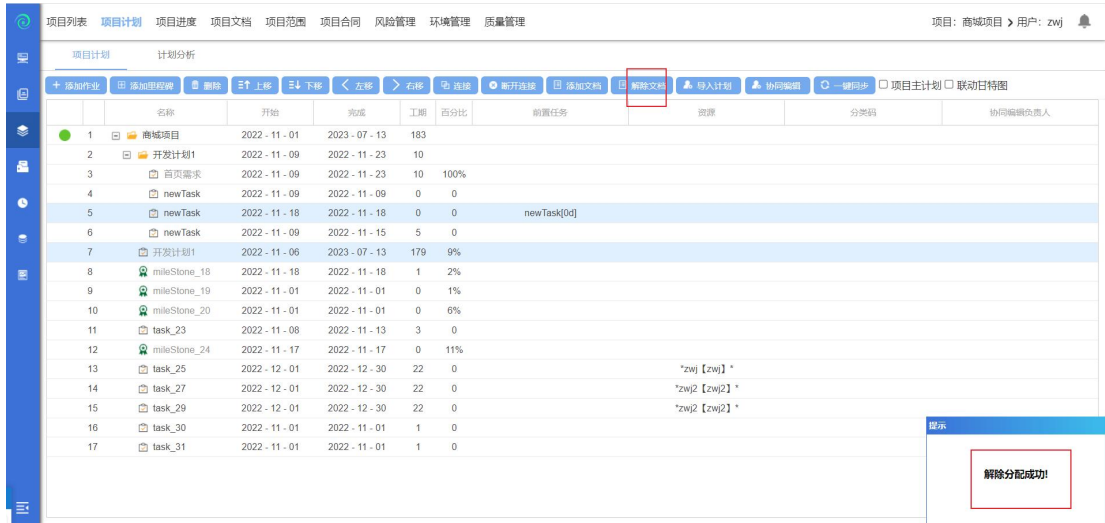 项目列表 项目计划 项目进度 项目文档 项目范围 项目合同 风险管理 环境管理 质量管理 项目：商城项目 ❯ 用户：zwj
项目计划 计划分析
+ 添加作业 添加里程碑 删除 上移 下移 左移 右移 连接 断开连接 添加文档 解除文档 导入计划 协同编辑 一键同步 项目主计划 联动甘特图
名称 开始 完成 工期 百分比 前置任务 资源 分类码 协同编辑负责人
1 商城项目 2022 - 11 - 01 2023 - 07 - 13 183
2 开发计划1 2022 - 11 - 09 2022 - 11 - 23 10
3 首页需求 2022 - 11 - 09 2022 - 11 - 23 10 100%
4 newTask 2022 - 11 - 09 2022 - 11 - 09 0 0
5 newTask 2022 - 11 - 18 2022 - 11 - 18 0 0 newTask[0d]
6 newTask 2022 - 11 - 09 2022 - 11 - 15 5 0
7 开发计划1 2022 - 11 - 06 2023 - 07 - 13 179 9%
8 mileStone_18 2022 - 11 - 18 2022 - 11 - 18 1 2%
9 mileStone_19 2022 - 11 - 01 2022 - 11 - 01 0 1%
10 mileStone_20 2022 - 11 - 01 2022 - 11 - 01 0 6%
11 task_23 2022 - 11 - 08 2022 - 11 - 13 3 0
12 mileStone_24 2022 - 11 - 17 2022 - 11 - 17 0 11%
13 task_25 2022 - 12 - 01 2022 - 12 - 30 22 0 *zwj【zwj】*
14 task_27 2022 - 12 - 01 2022 - 12 - 30 22 0 *zwj2【zwj2】*
15 task_29 2022 - 12 - 01 2022 - 12 - 30 22 0 *zwj2【zwj2】*
16 task_30 2022 - 11 - 01 2022 - 11 - 01 1 0
17 task_31 2022 - 11 - 01 2022 - 11 - 01 1 0
提示
解除分配成功!